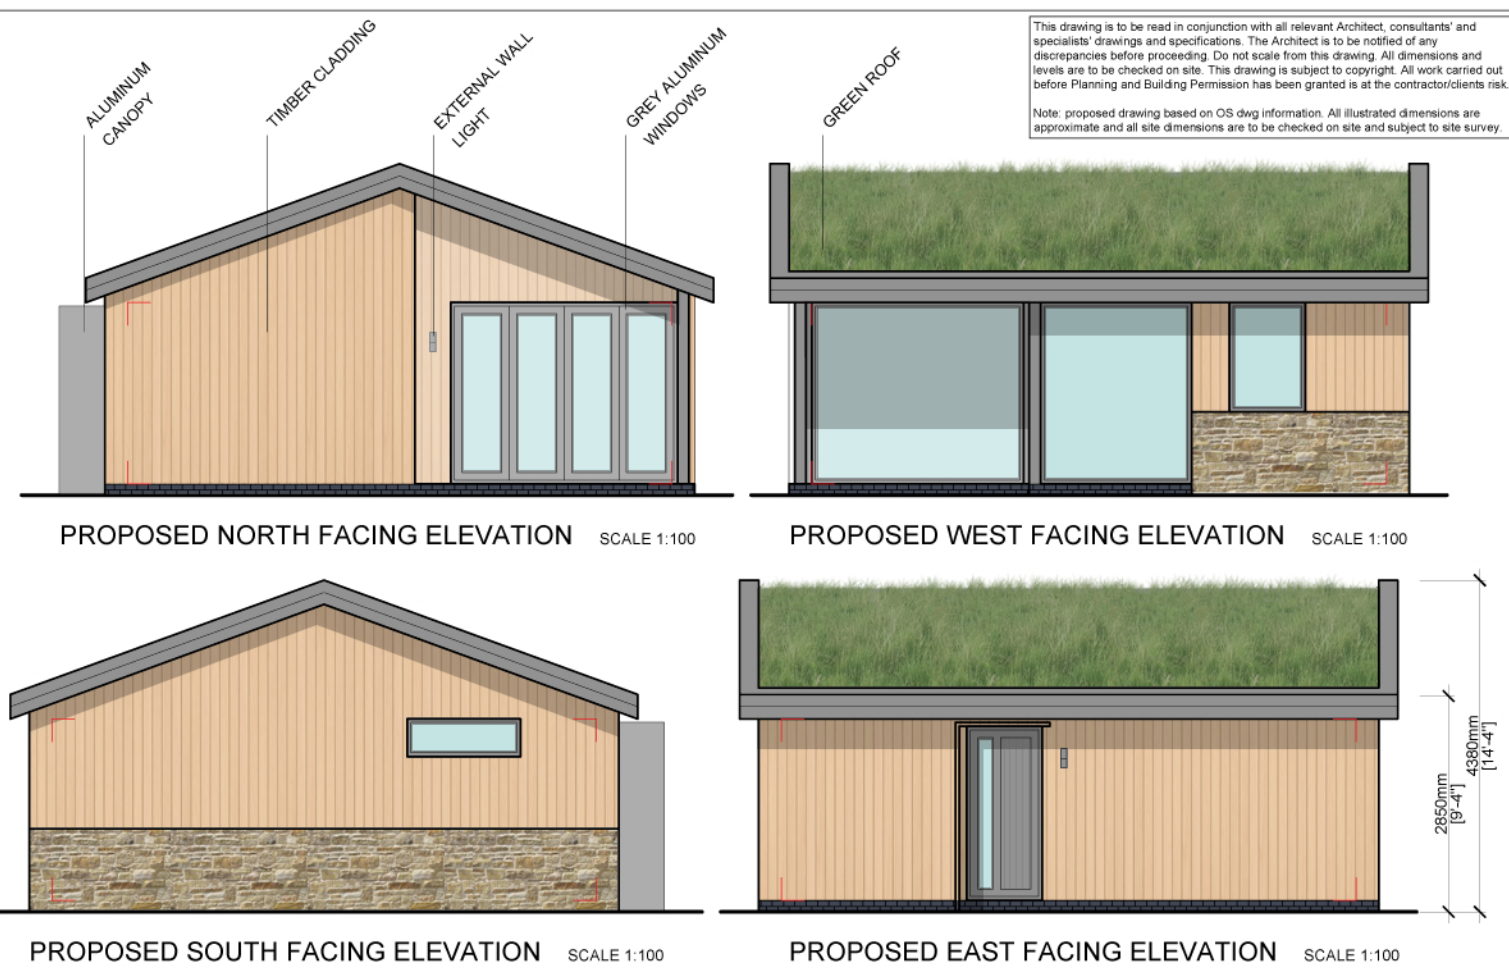 This drawing is to be read in conjunction with all relevant Architect, consultants' and
specialists' drawings and specifications. The Architect is to be notified of any
discrepancies before proceeding. Do not scale from this drawing. All dimensions and
levels are to be checked on site. This drawing is subject to copyright. All work carried out
before Planning and Building Permission has been granted is at the contractor/clients risk.
Note: proposed drawing based on OS dwg information. All illustrated dimensions are
approximate and all site dimensions are to be checked on site and subject to site survey.
ALUMINUM
CANOPY
TIMBER CLADDING
EXTERNAL WALL
LIGHT
GREY ALUMINUM
WINDOWS
GREEN ROOF
PROPOSED NORTH FACING ELEVATION SCALE 1:100
PROPOSED WEST FACING ELEVATION SCALE 1:100
2850mm
[9'-4"]
4380mm
[14'-4"]
PROPOSED SOUTH FACING ELEVATION SCALE 1:100
PROPOSED EAST FACING ELEVATION SCALE 1:100